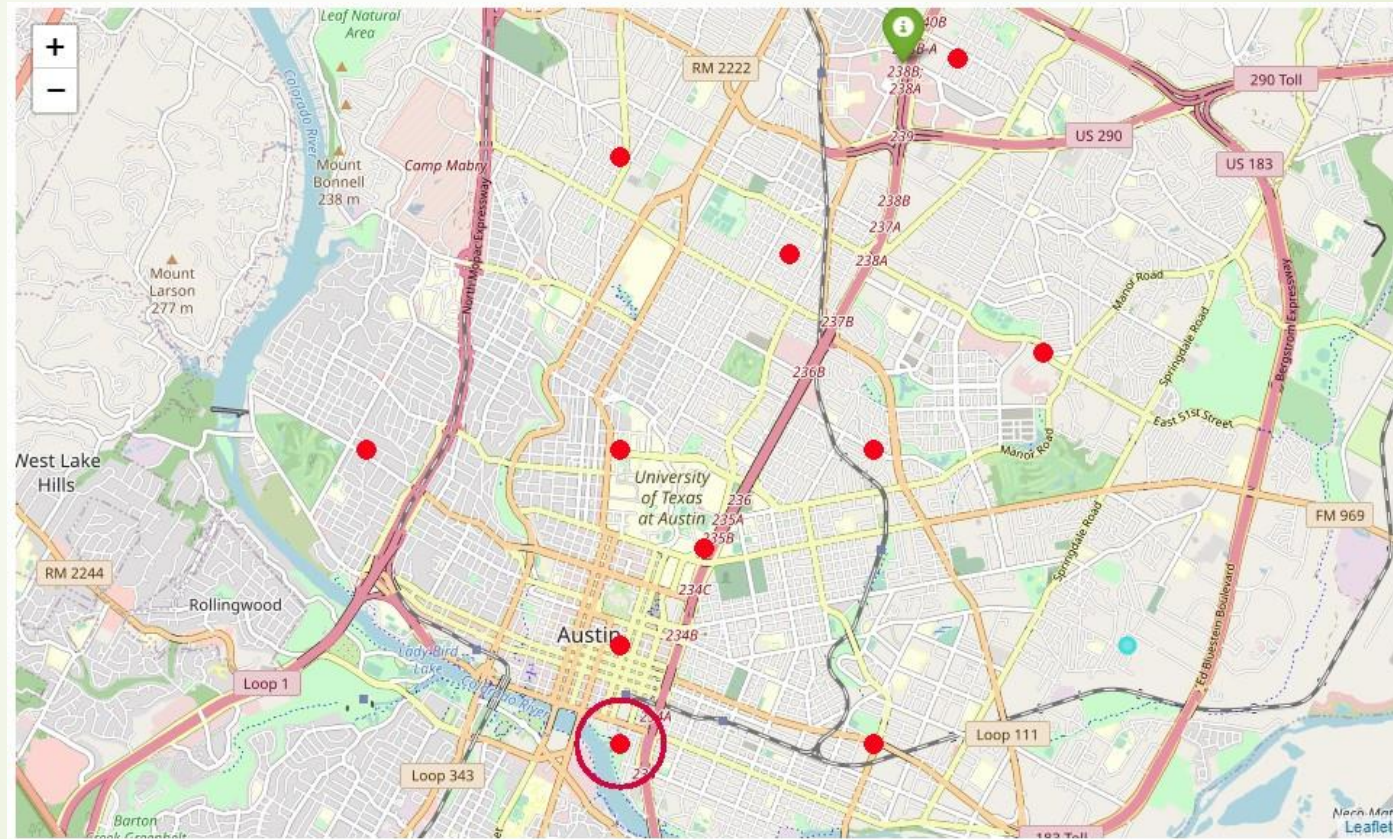 Leaf Natural
Area
+
−
Colorado River
RM 2222
238B;
238A
290 Toll
239
US 290
US 183
Camp Mabry
Mount
Bonnell
238 m
238B
237A
238A
Mount
Larson
277 m
North Mopac Expressway
Manor Road
Springdale Road
Bergstrom Expressway
237B
236B
East 51st Street
Manor Road
West Lake
Hills
University
of Texas
at Austin
236
235A
235B
FM 969
Springdale Road
RM 2244
Rollingwood
234C
Austin
234B
Ed Bluestein Boulevard
Lady Bird
Lake
Colorado River
Loop 1
234A
Loop 111
Loop 343
Barton
Creek Greenbelt
183 Toll
Leaflet